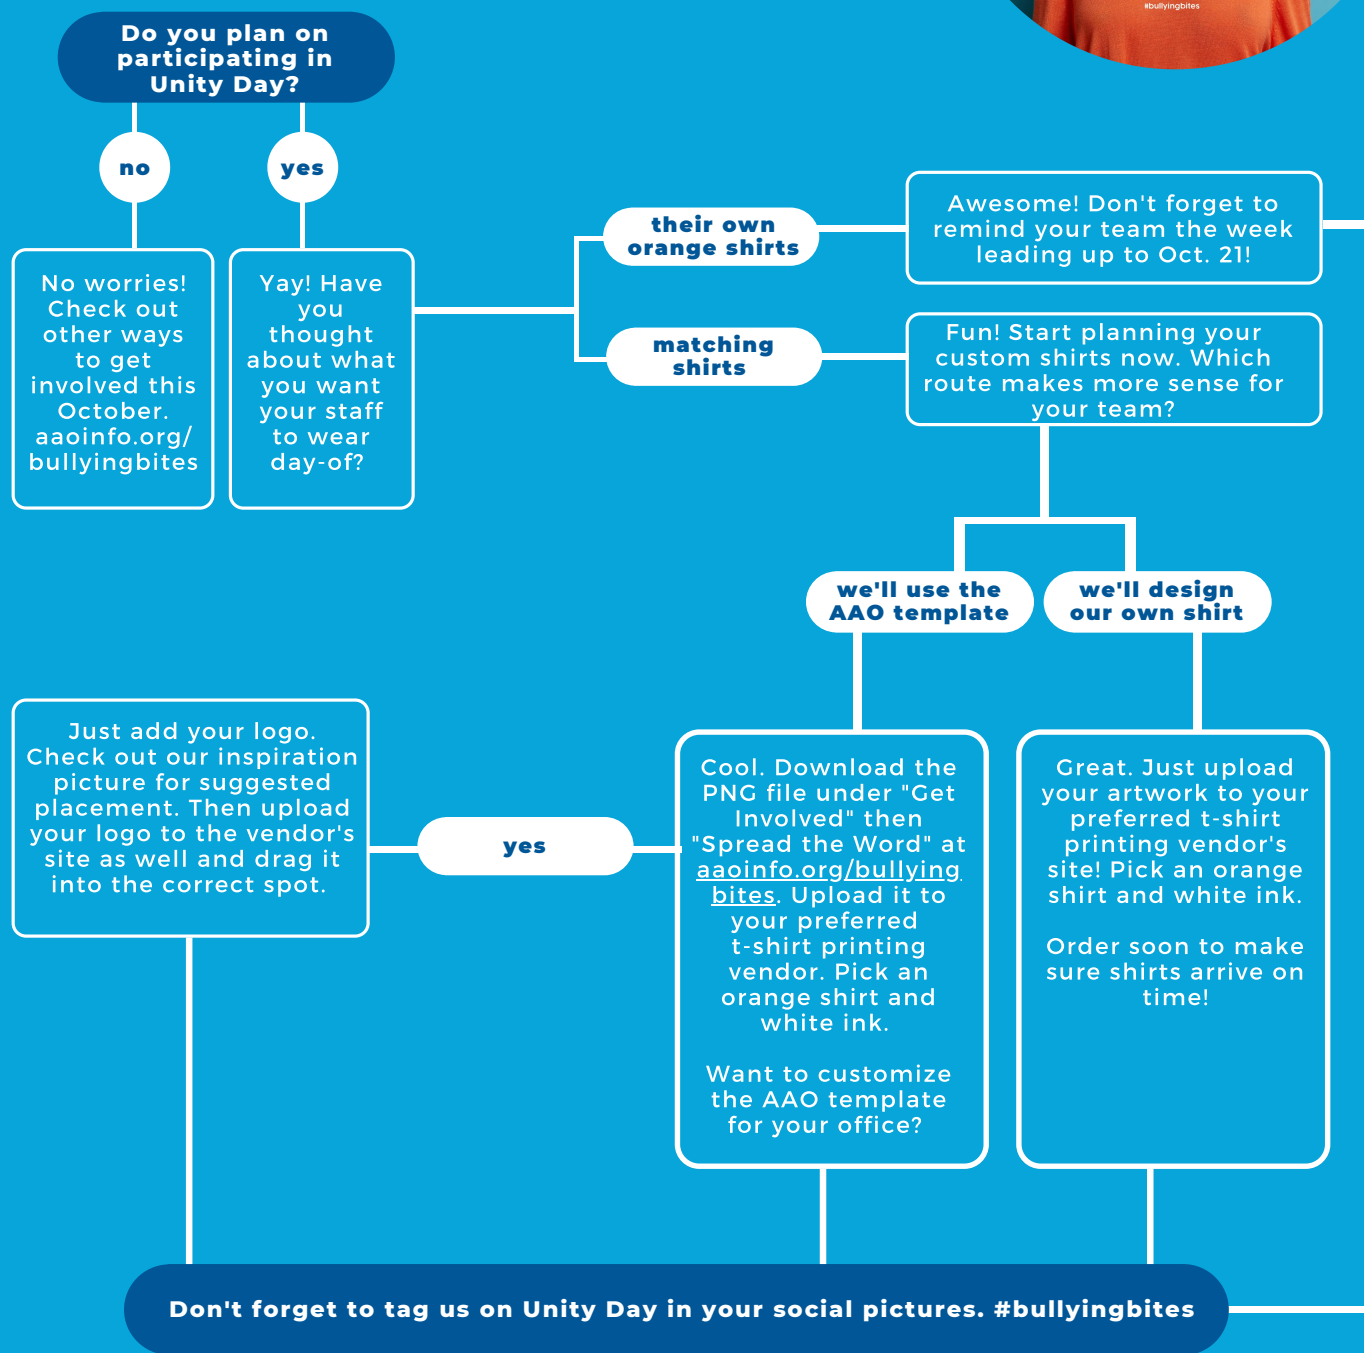 #bullyingbites
Do you plan on
participating in
Unity Day?
no
yes
No worries!
Check out
other ways
to get
involved this
October.
aaoinfo.org/
bullyingbites
Yay! Have
you
thought
about what
you want
your staff
to wear
day-of?
their own
orange shirts
Awesome! Don't forget to
remind your team the week
leading up to Oct. 21!
matching
shirts
Fun! Start planning your
custom shirts now. Which
route makes more sense for
your team?
we'll use the
AAO template
we'll design
our own shirt
Just add your logo.
Check out our inspiration
picture for suggested
placement. Then upload
your logo to the vendor's
site as well and drag it
into the correct spot.
yes
Cool. Download the
PNG file under "Get
Involved" then
"Spread the Word" at
aaoinfo.org/bullying
bites. Upload it to
your preferred
t-shirt printing
vendor. Pick an
orange shirt and
white ink.
Want to customize
the AAO template
for your office?
Great. Just upload
your artwork to your
preferred t-shirt
printing vendor's
site! Pick an orange
shirt and white ink.
Order soon to make
sure shirts arrive on
time!
Don't forget to tag us on Unity Day in your social pictures. #bullyingbites